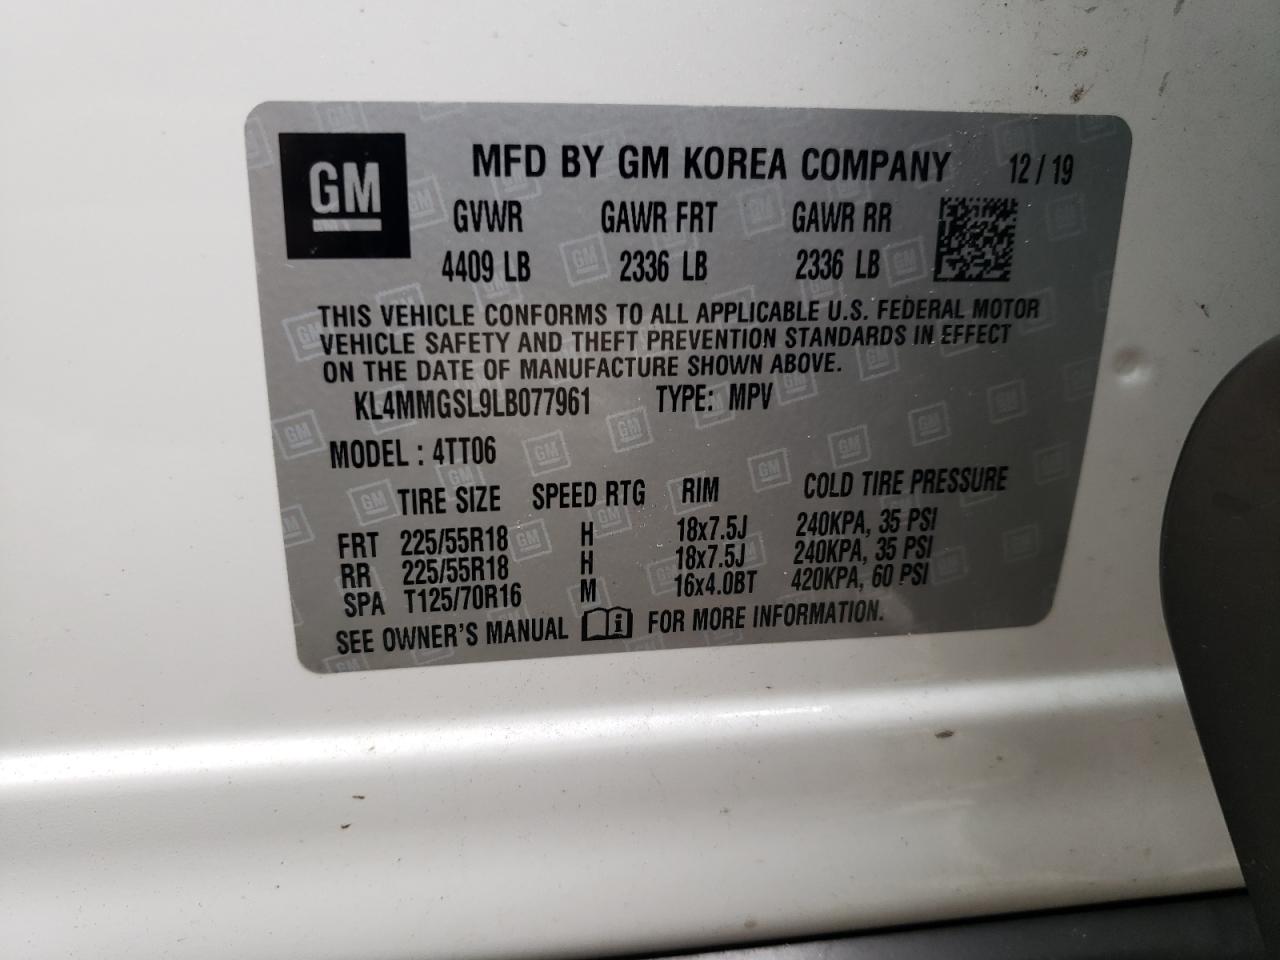 GM
MFD BY GM KOREA COMPANY 12 / 19
GVWR GAWR FRT GAWR RR
4409 LB 2336 LB 2336 LB
THIS VEHICLE CONFORMS TO ALL APPLICABLE U.S. FEDERAL MOTOR
VEHICLE SAFETY AND THEFT PREVENTION STANDARDS IN EFFECT
ON THE DATE OF MANUFACTURE SHOWN ABOVE.
KL4MMGSL9LB077961 TYPE: MPV
MODEL : 4TT06
TIRE SIZE SPEED RTG RIM COLD TIRE PRESSURE
FRT 225/55R18 H 18x7.5J 240KPA, 35 PSI
RR 225/55R18 H 18x7.5J 240KPA, 35 PSI
SPA T125/70R16 M 16x4.0BT 420KPA, 60 PSI
SEE OWNER'S MANUAL i FOR MORE INFORMATION.